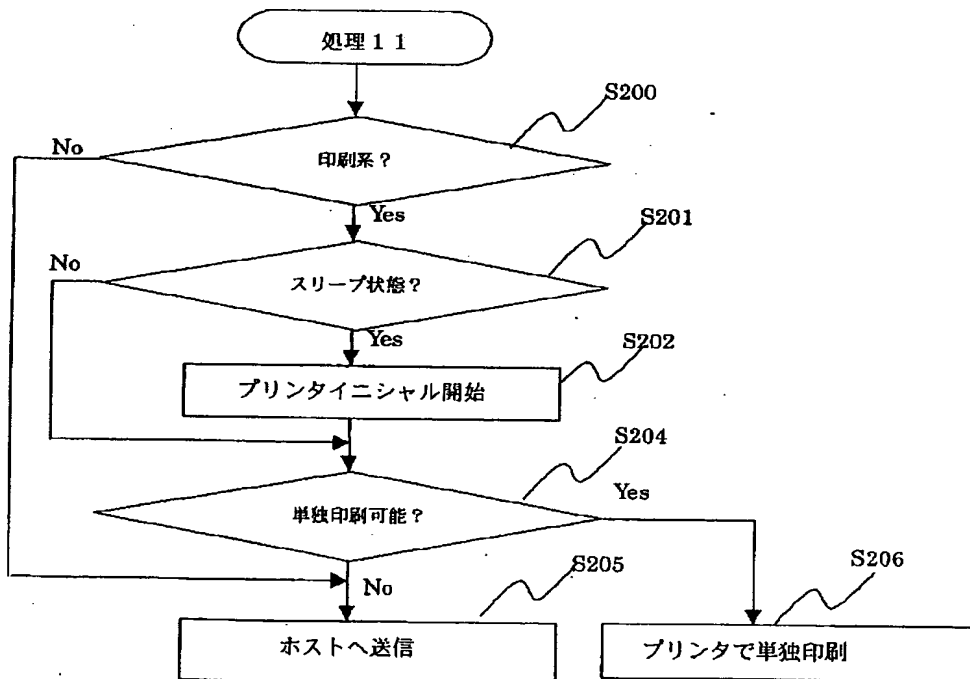 処理１１
S200
No
印刷系？
Yes
S201
No
スリープ状態？
Yes
S202
プリンタイニシャル開始
S204
単独印刷可能？
Yes
No
S205
S206
ホストへ送信
プリンタで単独印刷